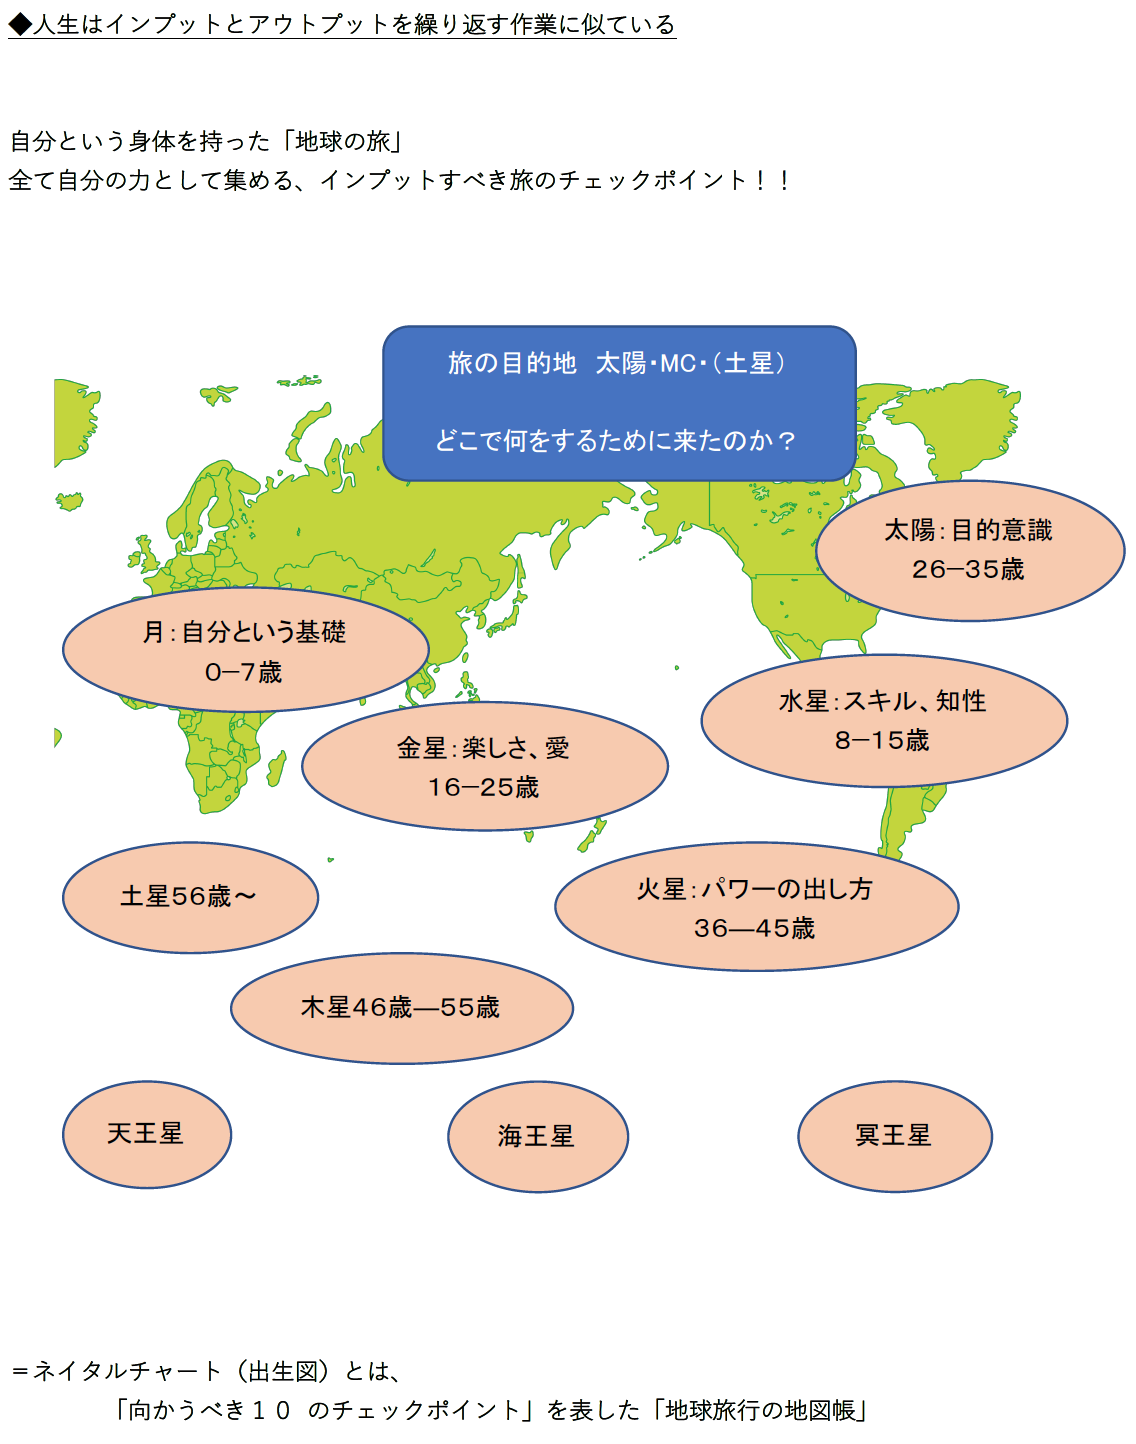 ◆人生はインプットとアウトプットを繰り返す作業に似ている
自分という身体を持った「地球の旅」
全て自分の力として集める、インプットすべき旅のチェックポイント！！
旅の目的地　太陽・MC・（土星）
どこで何をするために来たのか？
太陽：目的意識
26－35歳
月：自分という基礎
0－7歳
水星：スキル、知性
8－15歳
金星：楽しさ、愛
16－25歳
土星56歳～
火星：パワーの出し方
36―45歳
木星46歳―55歳
天王星
海王星
冥王星
＝ネイタルチャート（出生図）とは、
「向かうべき１０ のチェックポイント」を表した「地球旅行の地図帳」